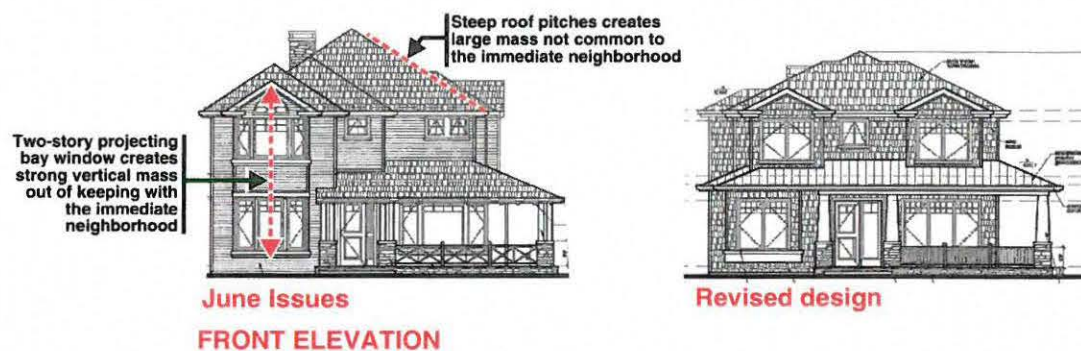 Steep roof pitches creates
large mass not common to
the immediate neighborhood
Two-story projecting
bay window creates
strong vertical mass
out of keeping with
the immediate
neighborhood
June Issues
Revised design
FRONT ELEVATION